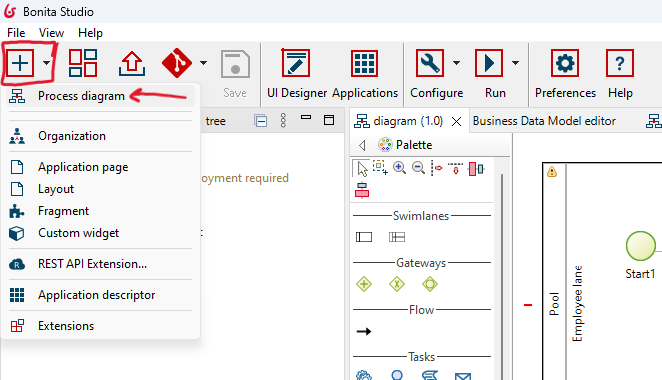 Bonita Studio
File View Help
Save
UI Designer
Applications
Configure
Run
Preferences
Help
Process diagram
Organization
Application page
Layout
Fragment
Custom widget
REST API Extension...
Application descriptor
Extensions
tree
oyment required
diagram (1.0)
Business Data Model editor
Palette
Swimlanes
Gateways
Flow
Tasks
Pool
Employee lane
Start1